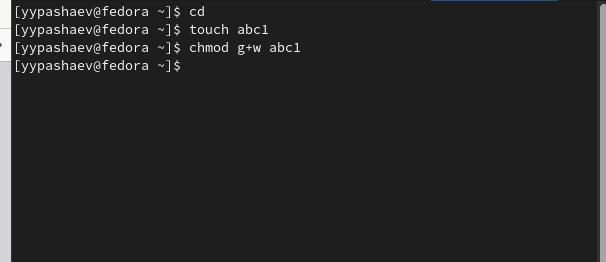 [yypashaev@fedora ~]$ cd
[yypashaev@fedora ~]$ touch abc1
[yypashaev@fedora ~]$ chmod g+w abc1
[yypashaev@fedora ~]$